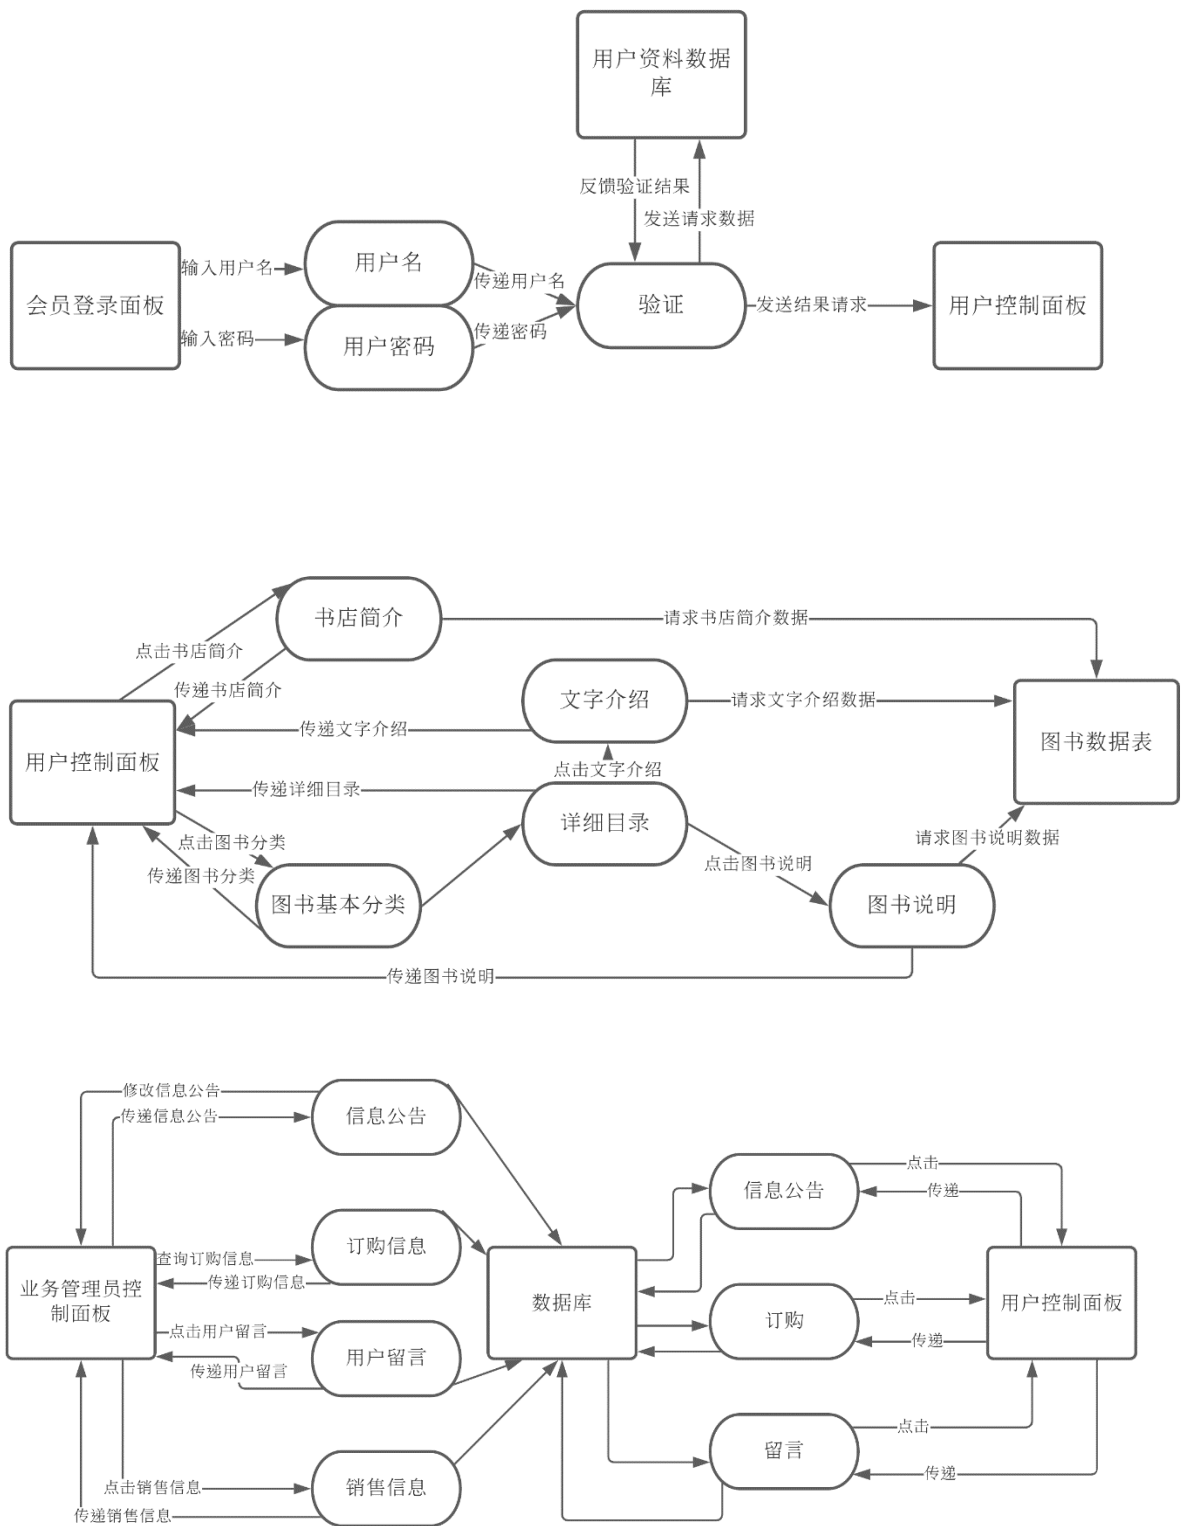 用户资料数据
库
反馈验证结果
发送请求数据
输入用户名
用户名
传递用户名
会员登录面板
验证
发送结果请求
用户控制面板
输入密码
用户密码
传递密码
书店简介
请求书店简介数据
点击书店简介
传递书店简介
文字介绍
请求文字介绍数据
传递文字介绍
图书数据表
用户控制面板
点击文字介绍
传递详细目录
详细目录
点击图书分类
请求图书说明数据
点击图书说明
传递图书分类
图书基本分类
图书说明
传递图书说明
修改信息公告
传递信息公告
信息公告
点击
信息公告
传递
订购信息
查询订购信息
传递订购信息
业务管理员控
制面板
数据库
点击
用户控制面板
订购
点击用户留言
传递
用户留言
传递用户留言
点击
留言
传递
点击销售信息
销售信息
传递销售信息